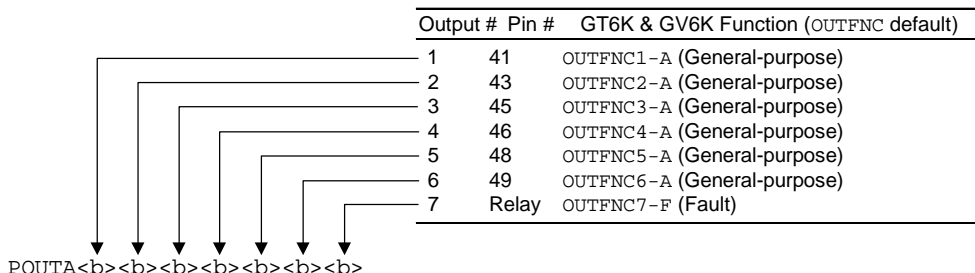 Output # Pin # GT6K & GV6K Function (OUTFNC default)
1 41 OUTFNC1-A (General-purpose)
2 43 OUTFNC2-A (General-purpose)
3 45 OUTFNC3-A (General-purpose)
4 46 OUTFNC4-A (General-purpose)
5 48 OUTFNC5-A (General-purpose)
6 49 OUTFNC6-A (General-purpose)
7 Relay OUTFNC7-F (Fault)
POUTA<b><b><b><b><b><b><b>